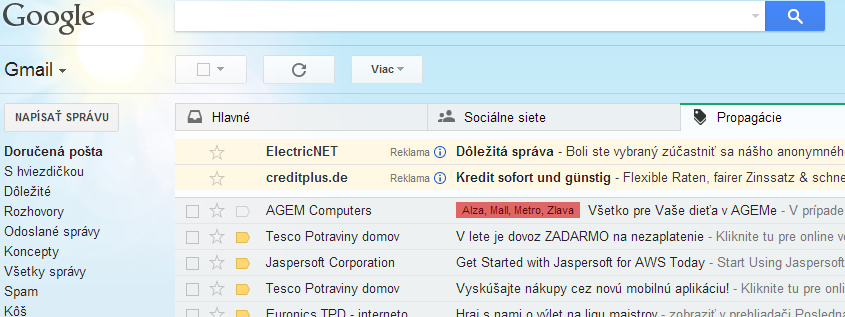 Google
Gmail
Viac
NAPÍSAŤ SPRÁVU
Doručená pošta
S hviezdičkou
Dôležité
Rozhovory
Odoslané správy
Koncepty
Všetky správy
Spam
Kôš
Hlavné Sociálne siete Propagácie
ElectricNET Reklama Dôležitá správa - Boli ste vybraný zúčastniť sa nášho anonymného
creditplus.de Reklama Kredit sofort und günstig - Flexible Raten, fairer Zinssatz & schne
AGEM Computers Alza, Mall, Metro, Zlava Všetko pre Vaše dieťa v AGEMe - V prípade
Tesco Potraviny domov V lete je dovoz ZADARMO na nezaplatenie - Kliknite tu pre online v
Jaspersoft Corporation Get Started with Jaspersoft for AWS Today - Start Using Jaspersof
Tesco Potraviny domov Vyskúšajte nákupy cez novú mobilnú aplikáciu! - Kliknite tu pre onl
Euronics TPD - interneto Hraj s nami o výlet na ligu majstrov - zobraziť v prehliadači Posledná